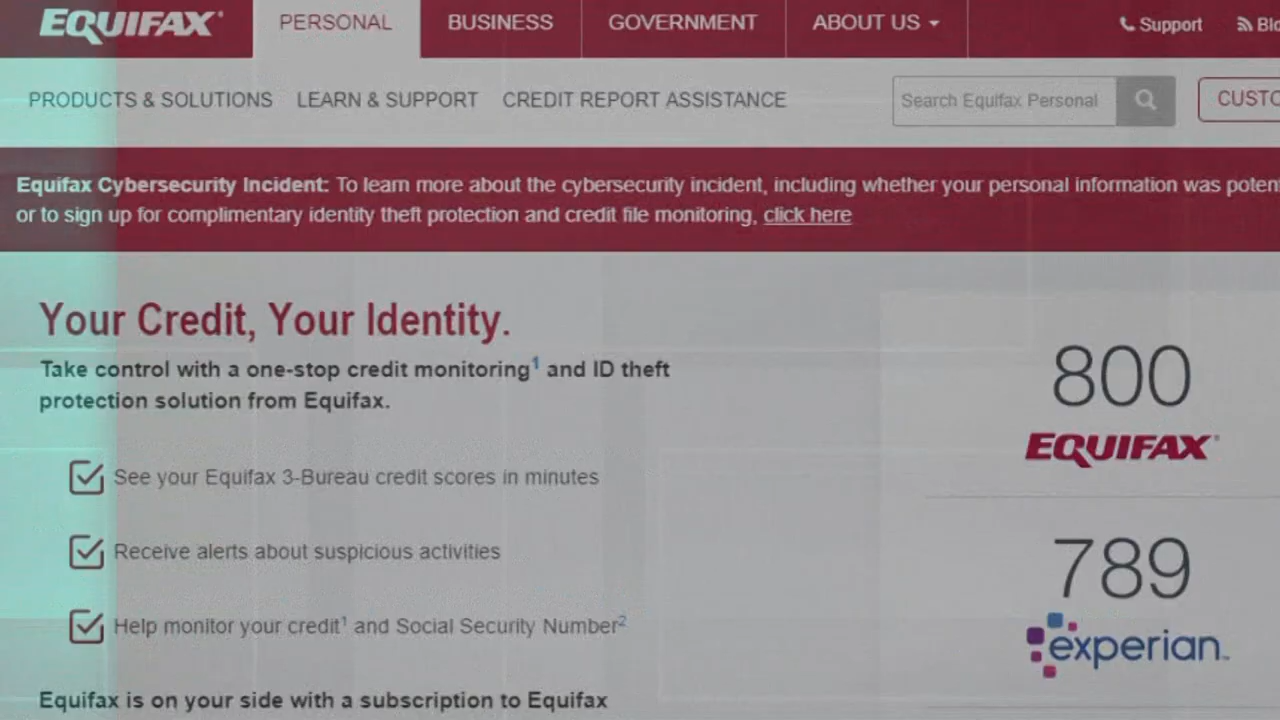 EQUIFAX®
PERSONAL
BUSINESS
GOVERNMENT
ABOUT US
Support
PRODUCTS & SOLUTIONS
LEARN & SUPPORT
CREDIT REPORT ASSISTANCE
Search Equifax Personal
Equifax Cybersecurity Incident: To learn more about the cybersecurity incident, including whether your personal information was
or to sign up for complimentary identity theft protection and credit file monitoring, click here
Your Credit, Your Identity.
Take control with a one-stop credit monitoring¹ and ID theft
protection solution from Equifax.
See your Equifax 3-Bureau credit scores in minutes
Receive alerts about suspicious activities
Help monitor your credit¹ and Social Security Number²
Equifax is on your side with a subscription to Equifax
800
EQUIFAX®
789
experian™